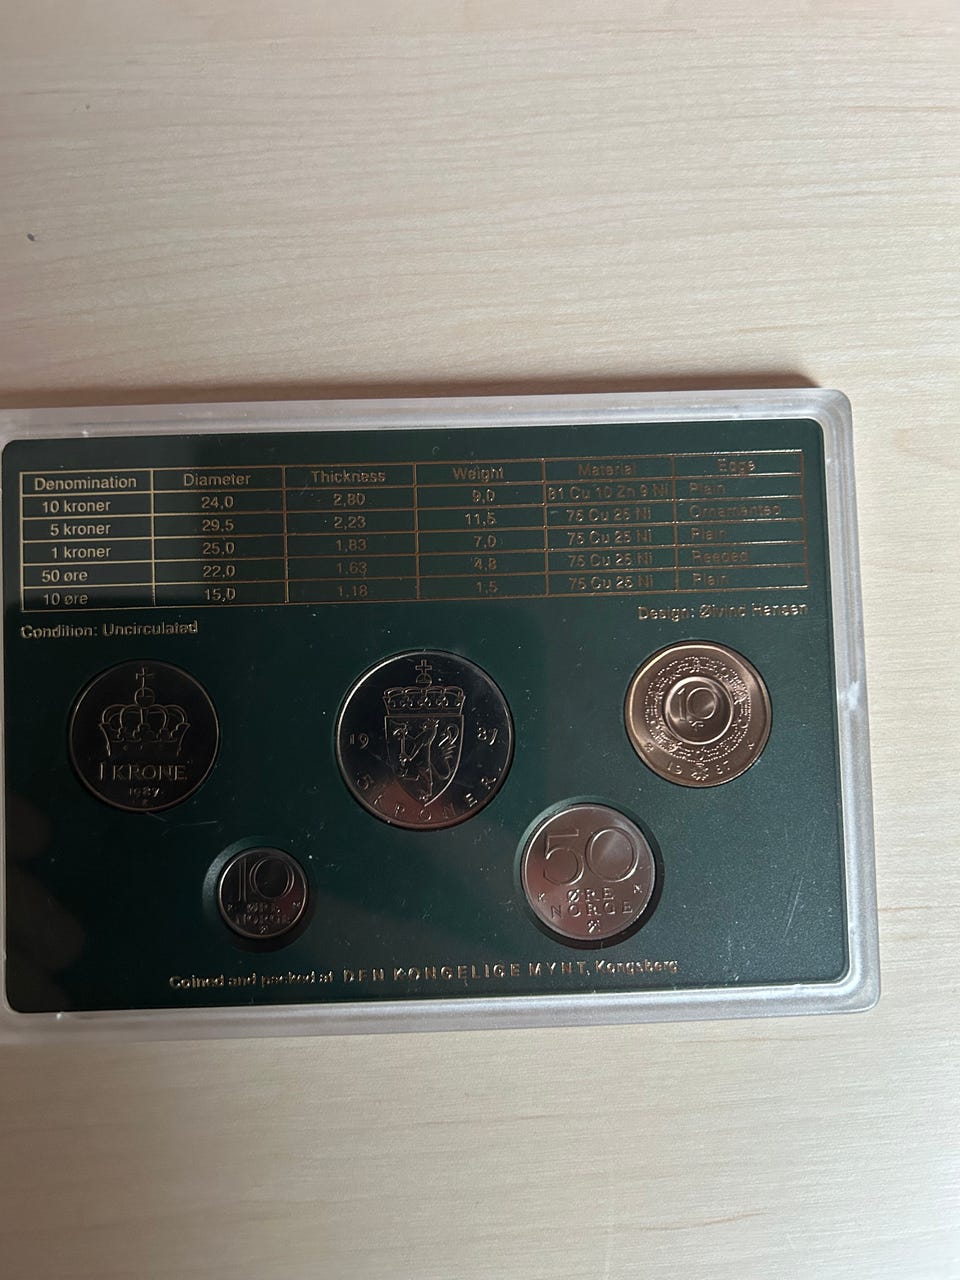 Denomination Diameter Thickness Weight Material Edge
10 kroner 24,0 2,80 9,0 81 Cu 10 Zn 9 Ni Plain
5 kroner 29,5 2,23 11,5 75 Cu 25 Ni Ornamented
1 kroner 25,0 1,83 7,0 75 Cu 25 Ni Plain
50 øre 22,0 1,63 4,8 75 Cu 25 Ni Reeded
10 øre 15,0 1,18 1,5 75 Cu 25 Ni Plain
Design: Øivind Hansen
Condition: Uncirculated
1 KRONE
1987
19 87
5 KRONER
10
1987
10
ØRE
NORGE
50
ØRE
NORGE
Coined and packed at DEN KONGELIGE MYNT, Kongsberg